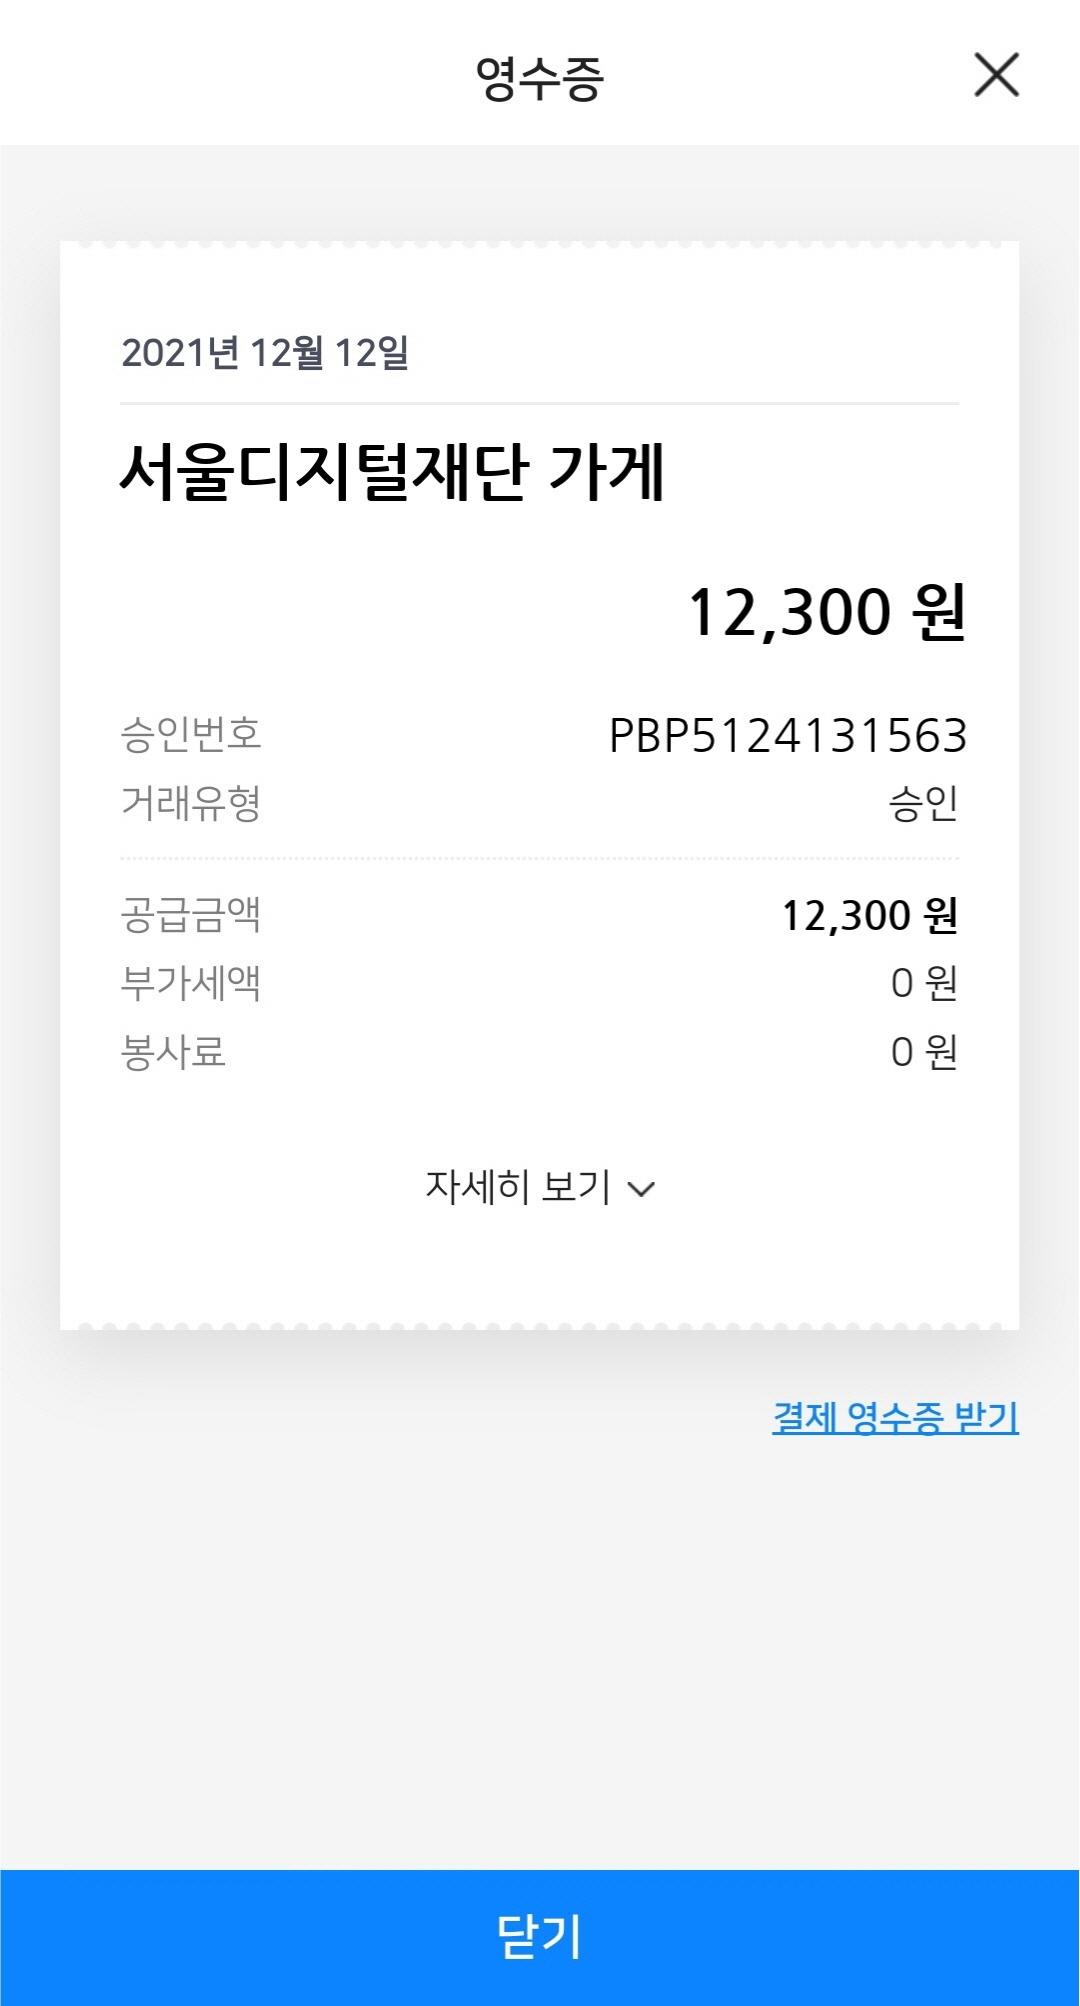 영수증
2021년 12월 12일
서울디지털재단 가게
12,300 원
승인번호 PBP5124131563
거래유형 승인
공급금액 12,300 원
부가세액 0 원
봉사료 0 원
자세히 보기
결제 영수증 받기
닫기